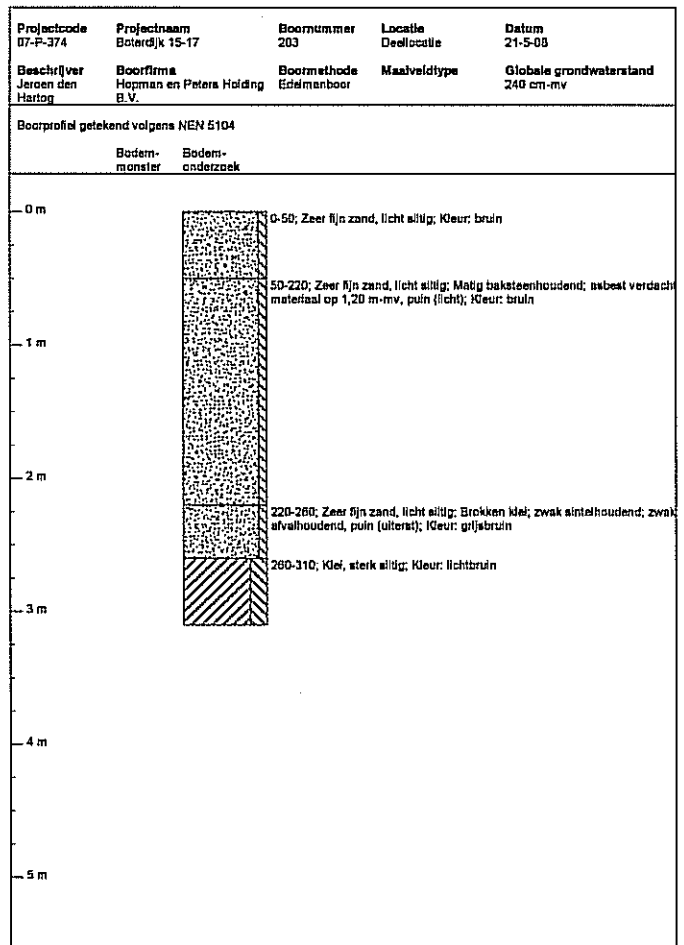 Projectcode Projectnaam Boornummer Locatie Datum
07-P-374 Boterdijk 15-17 203 Deellocatie 21-5-08
Beschrijver Boorfirma Boormethode Maaiveldtype Globale grondwaterstand
Jeroen den Hopman en Peters Holding Edelmanboor 240 cm-mv
Hartog B.V.
Boorprofiel getekend volgens NEN 5104
Bodem- Bodem-
monster onderzoek
0 m
0-50; Zeer fijn zand, licht siltig; Kleur: bruin
50-220; Zeer fijn zand, licht siltig; Matig baksteenhoudend; asbest verdacht
materiaal op 1,20 m-mv, puin (licht); Kleur: bruin
1 m
2 m
220-260; Zeer fijn zand, licht siltig; Brokken klei; zwak sintelhoudend; zwak
afvalhoudend, puin (uiterst); Kleur: grijsbruin
260-310; Klei, sterk siltig; Kleur: lichtbruin
3 m
4 m
5 m